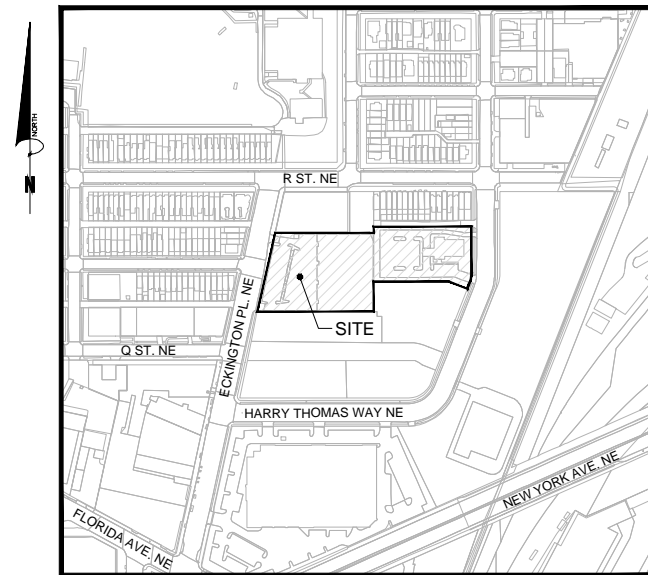 NORTH
N
R ST. NE
SITE
ECKINGTON PL. NE
Q ST. NE
HARRY THOMAS WAY NE
NEW YORK AVE. NE
FLORIDA AVE. NE